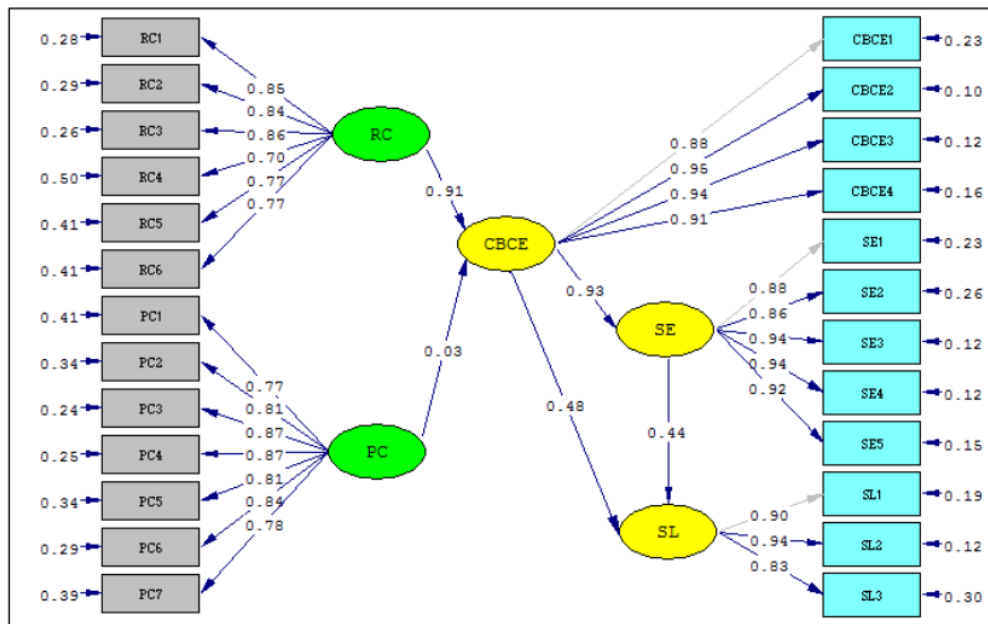 0.28 RC1
0.29 RC2
0.26 RC3
0.50 RC4
0.41 RC5
0.41 RC6
0.41 PC1
0.34 PC2
0.24 PC3
0.25 PC4
0.34 PC5
0.29 PC6
0.39 PC7
0.85
0.84
0.86
0.70
0.77
0.77
RC
0.77
0.81
0.87
0.87
0.81
0.84
0.78
PC
0.91
0.03
CBCE
0.88
0.95
0.94
0.91
0.93
0.48
SE
0.88
0.86
0.94
0.94
0.92
0.44
SL
0.90
0.94
0.83
CBCE1 0.23
CBCE2 0.10
CBCE3 0.12
CBCE4 0.16
SE1 0.23
SE2 0.26
SE3 0.12
SE4 0.12
SE5 0.15
SL1 0.19
SL2 0.12
SL3 0.30